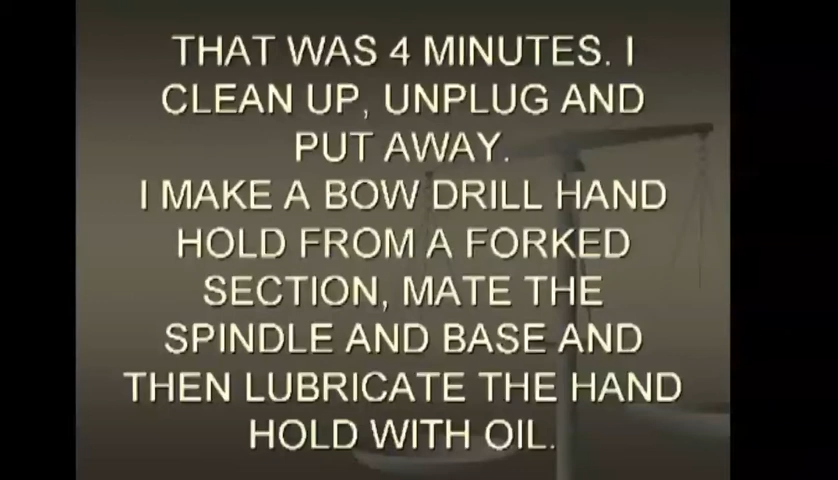 THAT WAS 4 MINUTES. I
CLEAN UP, UNPLUG AND
PUT AWAY.
I MAKE A BOW DRILL HAND
HOLD FROM A FORKED
SECTION, MATE THE
SPINDLE AND BASE AND
THEN LUBRICATE THE HAND
HOLD WITH OIL.